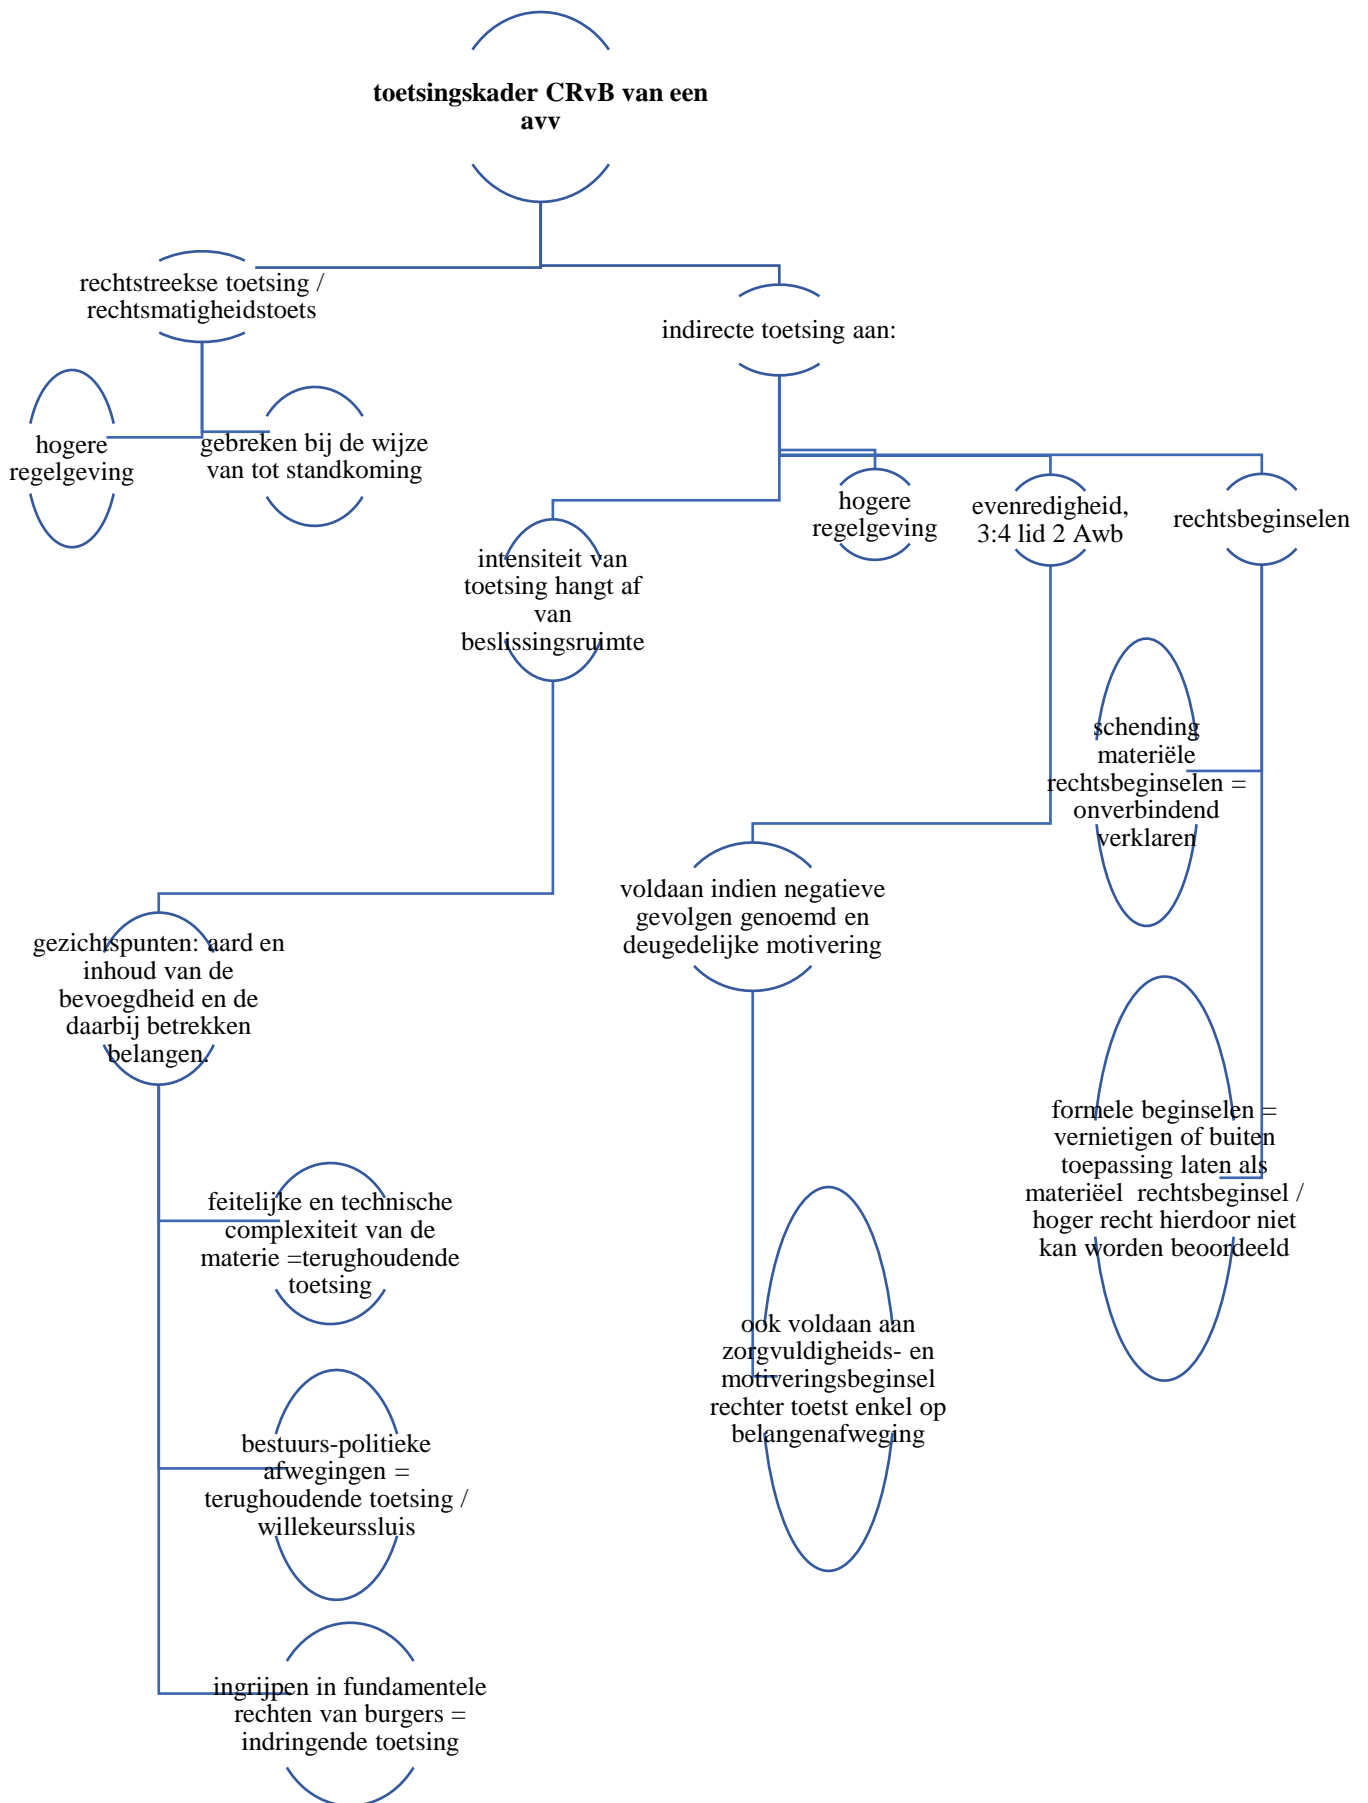 toetsingskader CRvB van een
avv
rechtstreekse toetsing /
rechtsmatigheidstoets
hogere
regelgeving
gebreken bij de wijze
van tot standkoming
indirecte toetsing aan:
intensiteit van
toetsing hangt af
van
beslissingsruimte
gezichtspunten: aard en
inhoud van de
bevoegdheid en de
daarbij betrekken
belangen.
feitelijke en technische
complexiteit van de
materie =terughoudende
toetsing
bestuurs-politieke
afwegingen =
terughoudende toetsing /
willekeurssluis
ingrijpen in fundamentele
rechten van burgers =
indringende toetsing
hogere
regelgeving
evenredigheid,
3:4 lid 2 Awb
voldaan indien negatieve
gevolgen genoemd en
deugedelijke motivering
ook voldaan aan
zorgvuldigheids- en
motiveringsbeginsel
rechter toetst enkel op
belangenafweging
rechtsbeginselen
schending
materiële
rechtsbeginselen =
onverbindend
verklaren
formele beginselen =
vernietigen of buiten
toepassing laten als
materiëel  rechtsbeginsel /
hoger recht hierdoor niet
kan worden beoordeeld